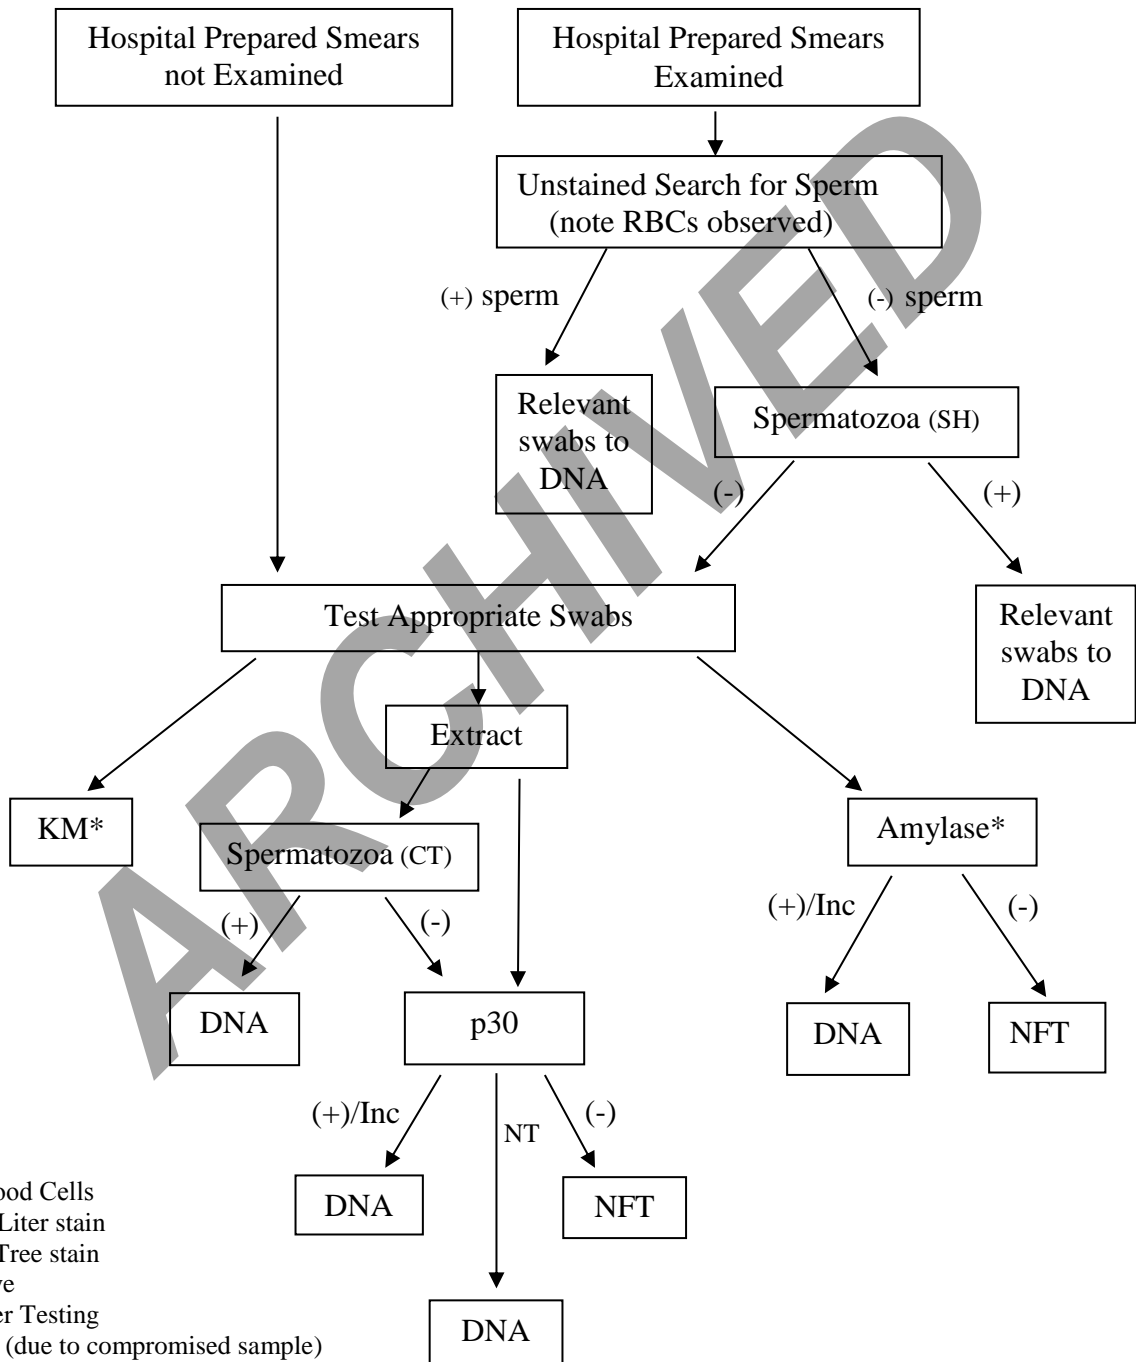 Hospital Prepared Smears
not Examined
Hospital Prepared Smears
Examined
Unstained Search for Sperm
(note RBCs observed)
(+) sperm
(-) sperm
Relevant
swabs to
DNA
Spermatozoa (SH)
(-)
(+)
Test Appropriate Swabs
Relevant
swabs to
DNA
Extract
KM*
Spermatozoa (CT)
Amylase*
(+)
(-)
(+)/Inc
(-)
DNA
p30
DNA
NFT
(+)/Inc
NT
(-)
DNA
NFT
DNA
ood Cells
Liter stain
Tree stain
ve
er Testing
(due to compromised sample)
ARCHIVED